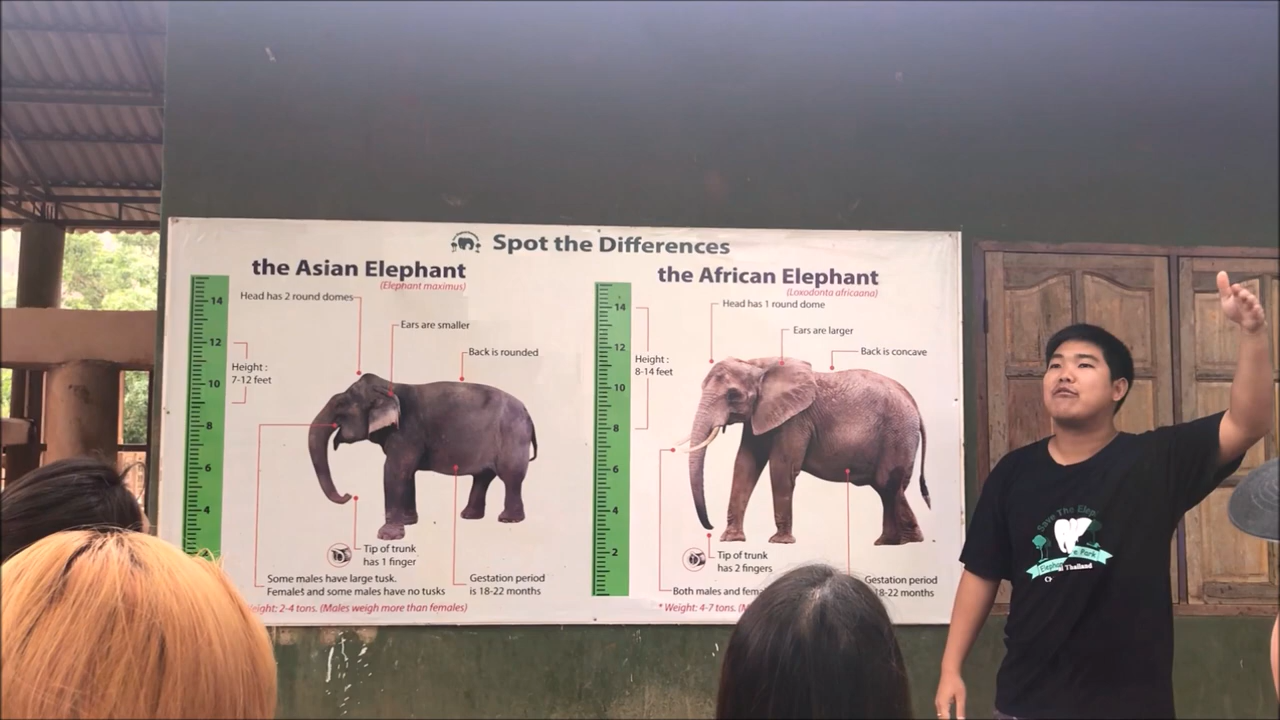 Spot the Differences
the Asian Elephant
(Elephant maximus)
14
12
10
8
6
4
Head has 2 round domes
Ears are smaller
Back is rounded
Height :
7-12 feet
Tip of trunk
has 1 finger
Some males have large tusk.
Females and some males have no tusks
Gestation period
is 18-22 months
2-4 tons. (Males weigh more than females)
the African Elephant
(Loxodonta africaana)
14
12
10
8
6
4
2
Head has 1 round dome
Ears are larger
Back is concave
Height :
8-14 feet
Tip of trunk
has 2 fingers
Both males and
Gestation period
18-22 months
* Weight: 4-7 tons.
Save The
Park
Thailand